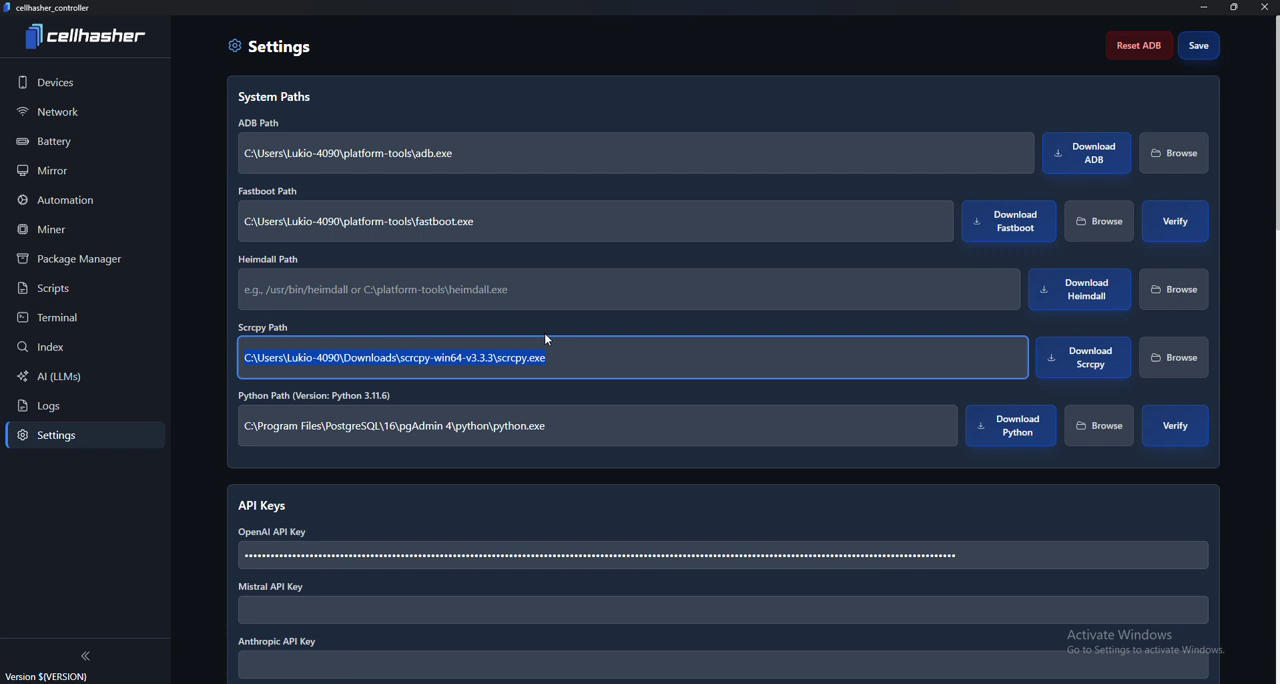 cellhasher_controller
cellhasher
Devices
Network
Battery
Mirror
Automation
Miner
Package Manager
Scripts
Terminal
Index
AI (LLMs)
Logs
Settings
Version ${VERSION}
Settings
Reset ADB
Save
System Paths
ADB Path
C:\Users\Lukio-4090\platform-tools\adb.exe
Download
ADB
Browse
Fastboot Path
C:\Users\Lukio-4090\platform-tools\fastboot.exe
Download
Fastboot
Browse
Verify
Heimdall Path
e.g., /usr/bin/heimdall or C:\platform-tools\heimdall.exe
Download
Heimdall
Browse
Scrcpy Path
C:\Users\Lukio-4090\Downloads\scrcpy-win64-v3.3.3\scrcpy.exe
Download
Scrcpy
Browse
Python Path (Version: Python 3.11.6)
C:\Program Files\PostgreSQL\16\pgAdmin 4\python\python.exe
Download
Python
Browse
Verify
API Keys
OpenAI API Key
Mistral API Key
Anthropic API Key
Activate Windows
Go to Settings to activate Windows.